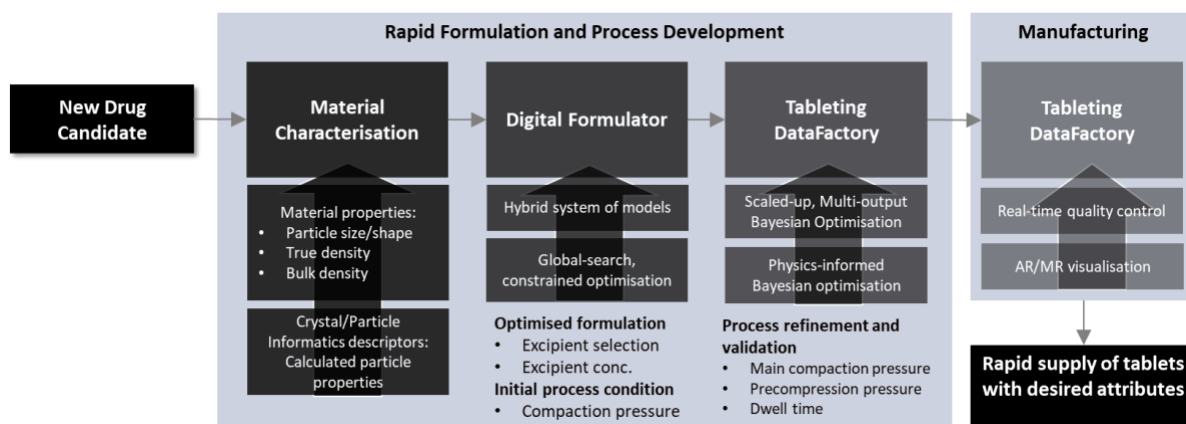 Rapid Formulation and Process Development
Manufacturing
New Drug
Candidate
Material
Characterisation
Digital Formulator
Tableting
DataFactory
Tableting
DataFactory
Material properties:
• Particle size/shape
• True density
• Bulk density
Crystal/Particle
Informatics descriptors:
Calculated particle
properties
Hybrid system of models
Global-search,
constrained optimisation
Optimised formulation
• Excipient selection
• Excipient conc.
Initial process condition
• Compaction pressure
Scaled-up, Multi-output
Bayesian Optimisation
Physics-informed
Bayesian optimisation
Process refinement and
validation
• Main compaction pressure
• Precompression pressure
• Dwell time
Real-time quality control
AR/MR visualisation
Rapid supply of tablets
with desired attributes